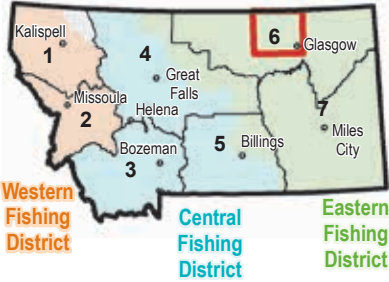 Kalispell
1
4
6
Glasgow
Great
Falls
Missoula
2
Helena
7
Bozeman
3
5
Billings
Miles
City
Western
Fishing
District
Central
Fishing
District
Eastern
Fishing
District